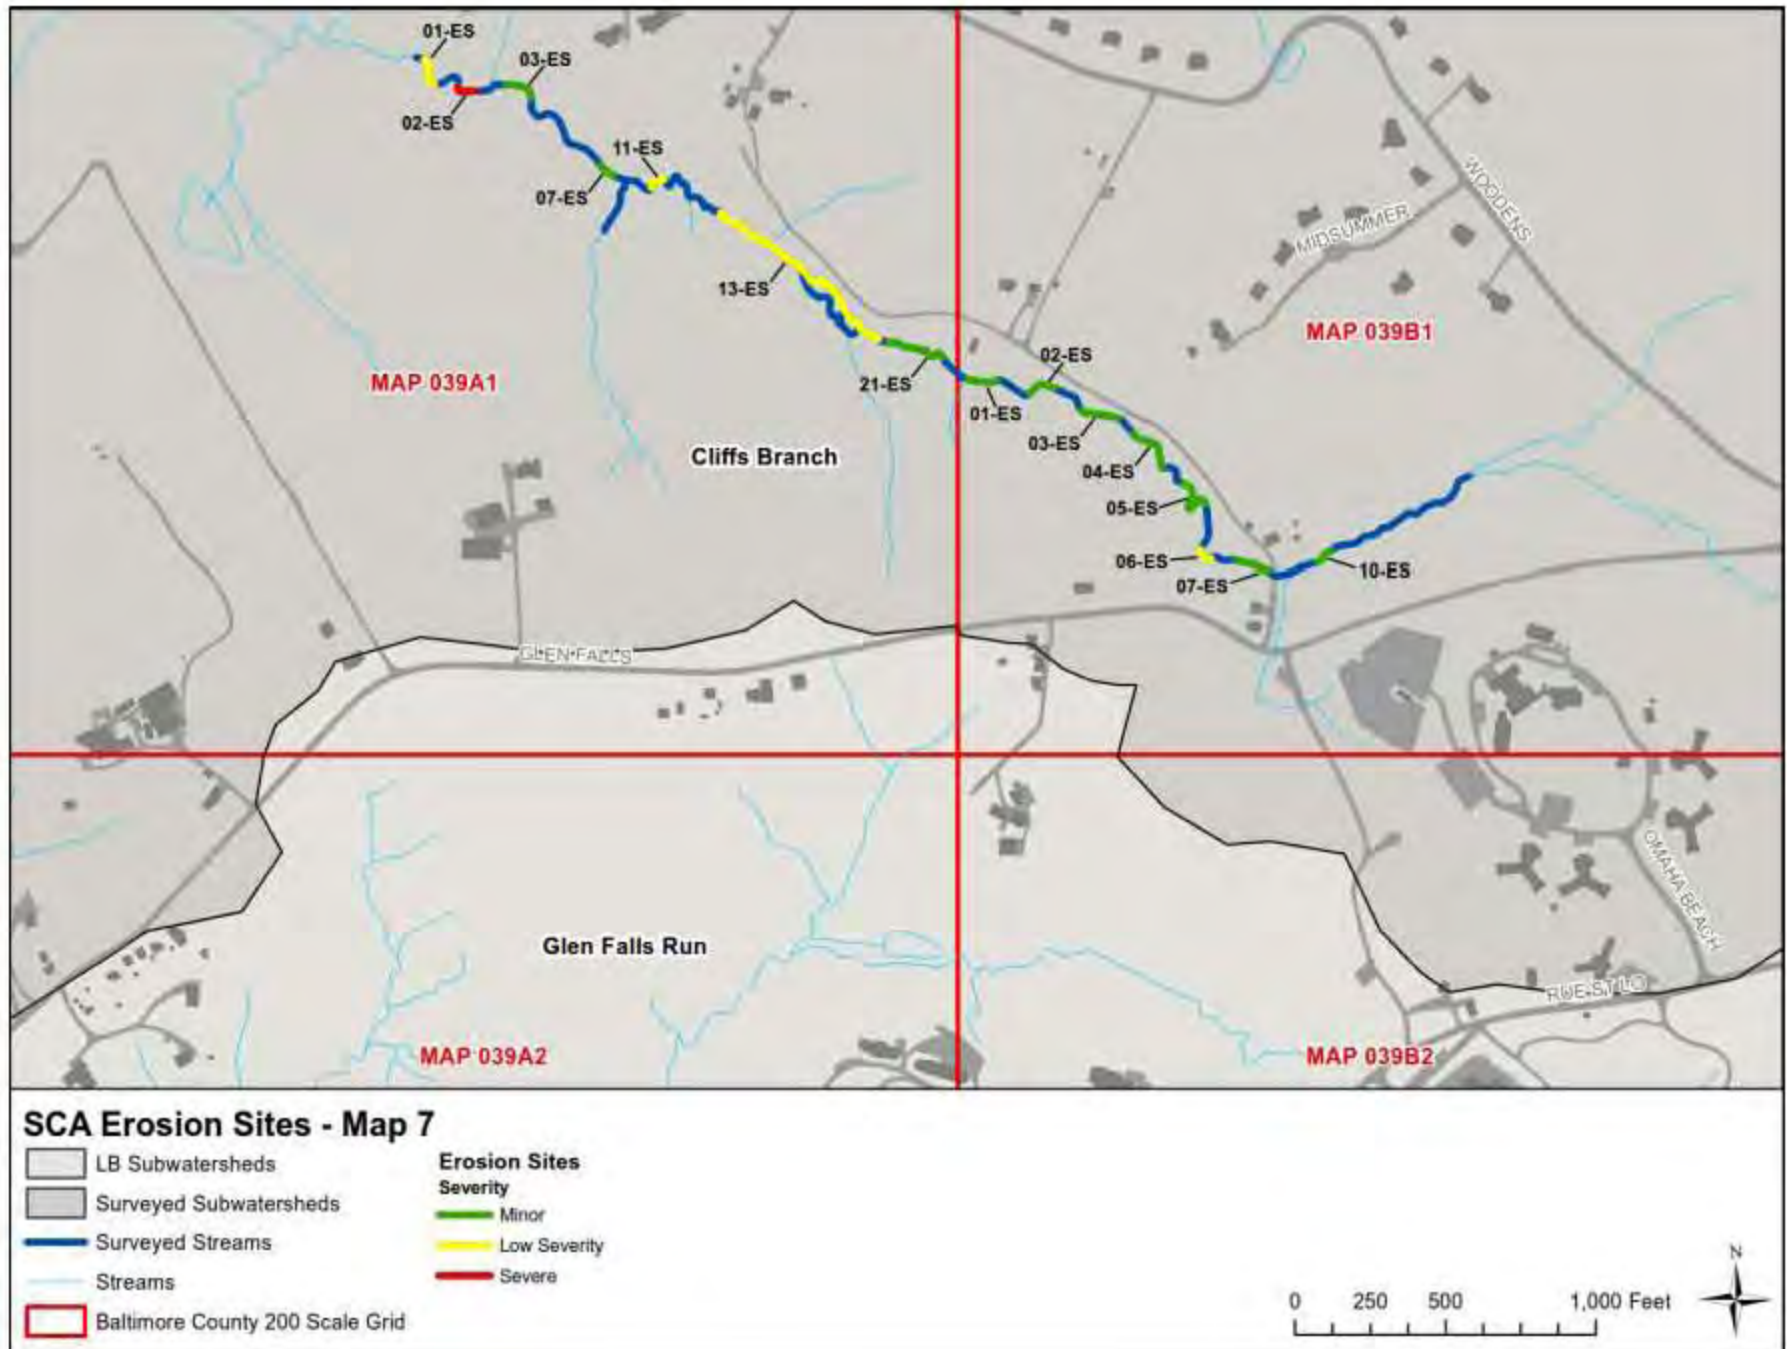 01-ES
03-ES
02-ES
11-ES
07-ES
WOODENS
MIDSUMMER
13-ES
MAP 039B1
02-ES
MAP 039A1
21-ES
01-ES
03-ES
Cliffs Branch
04-ES
05-ES
06-ES
10-ES
07-ES
GLEN FALLS
OMAHA BEACH
Glen Falls Run
RUE ST LO
MAP 039A2
MAP 039B2
SCA Erosion Sites - Map 7
LB Subwatersheds
Surveyed Subwatersheds
Surveyed Streams
Streams
Baltimore County 200 Scale Grid
Erosion Sites
Severity
Minor
Low Severity
Severe
N
0 250 500 1,000 Feet